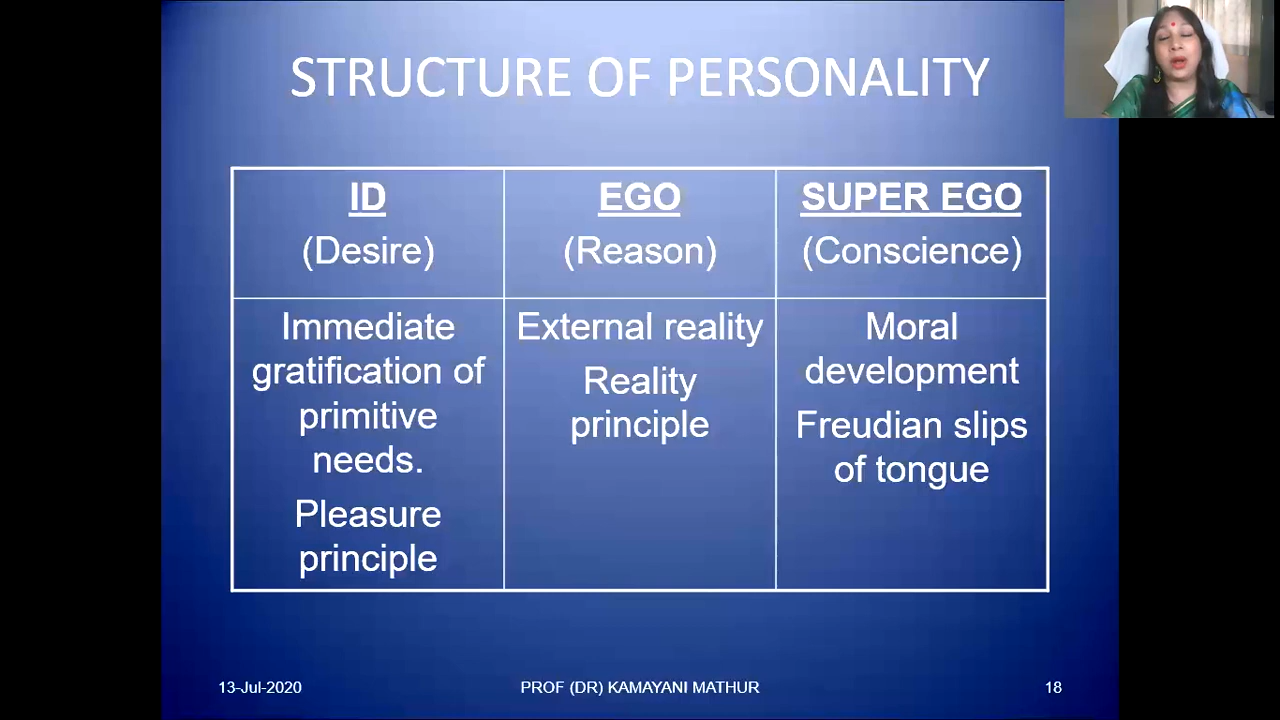 STRUCTURE OF PERSONALITY
ID
(Desire)
EGO
(Reason)
SUPER EGO
(Conscience)
Immediate
gratification of
primitive
needs.
Pleasure
principle
External reality
Reality
principle
Moral
development
Freudian slips
of tongue
13-Jul-2020
PROF (DR) KAMAYANI MATHUR
18